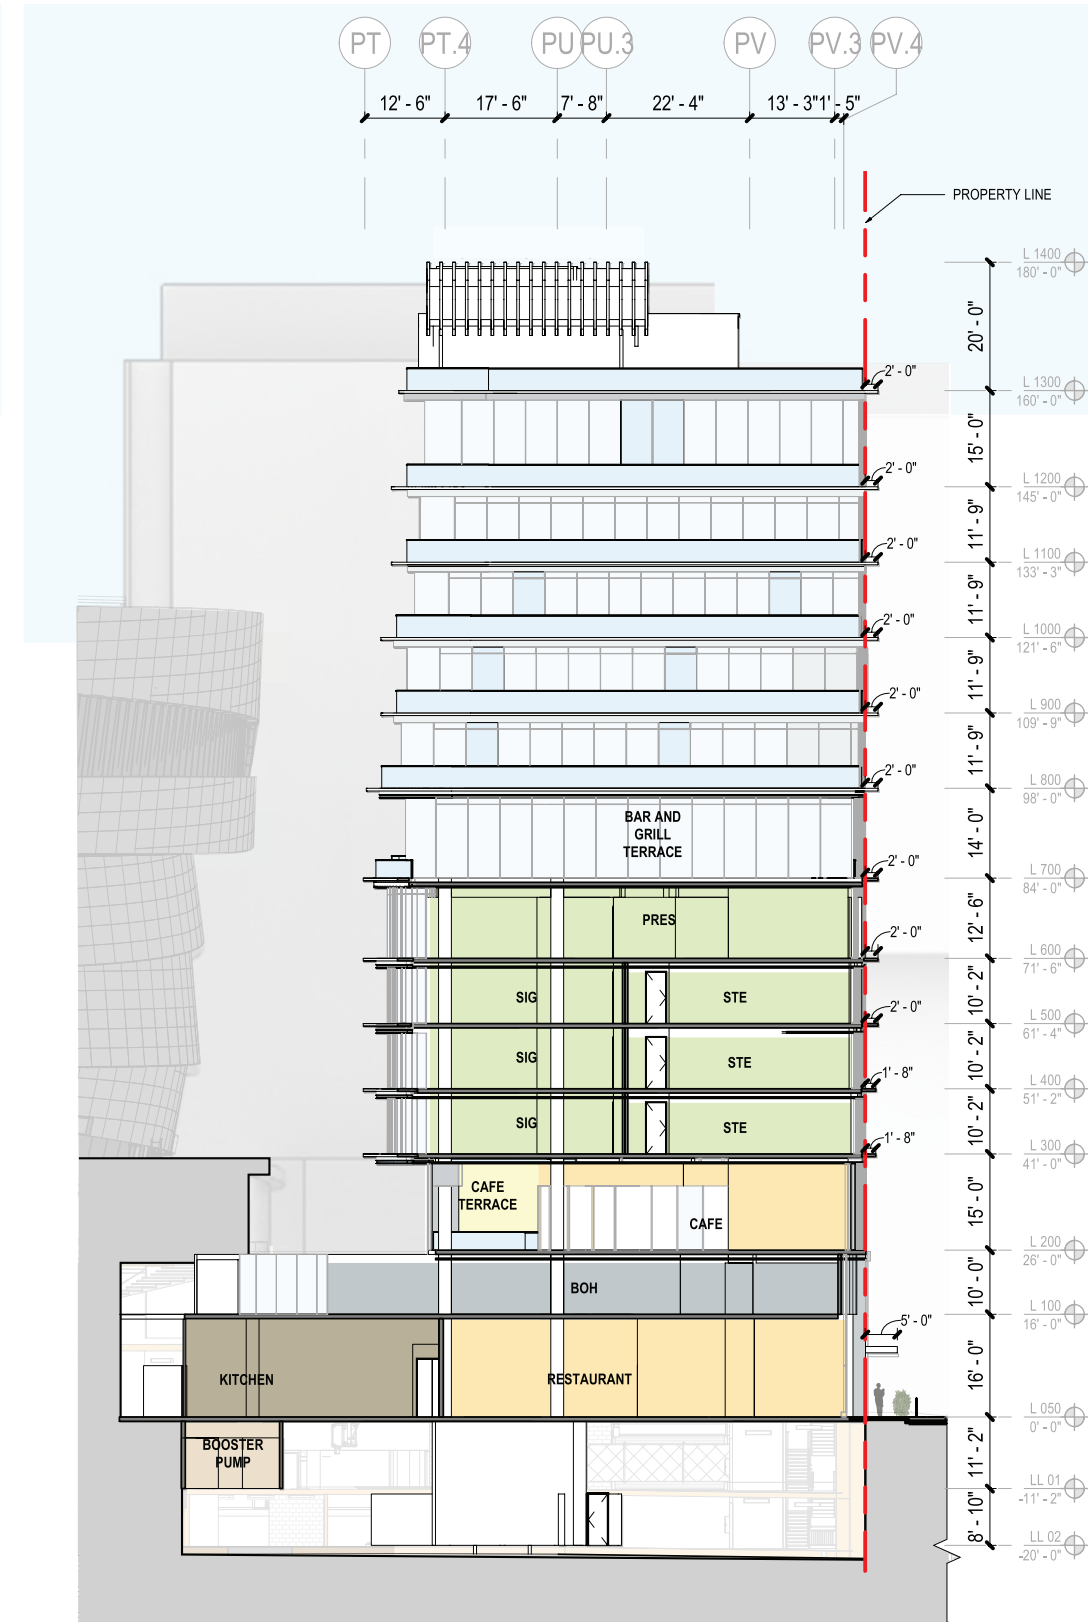 PT PT.4 PU PU.3 PV PV.3 PV.4
12' - 6" 17' - 6" 7' - 8" 22' - 4" 13' - 3" 1' - 5"
PROPERTY LINE
L 1400
180' - 0"
20' - 0"
2' - 0"
L 1300
160' - 0"
15' - 0"
2' - 0"
L 1200
145' - 0"
11' - 9"
2' - 0"
L 1100
133' - 3"
11' - 9"
2' - 0"
L 1000
121' - 6"
11' - 9"
2' - 0"
L 900
109' - 9"
11' - 9"
2' - 0"
L 800
98' - 0"
BAR AND
GRILL
TERRACE
14' - 0"
2' - 0"
L 700
84' - 0"
PRES
12' - 6"
2' - 0"
L 600
71' - 6"
SIG STE
10' - 2"
2' - 0"
L 500
61' - 4"
SIG STE
10' - 2"
1' - 8"
L 400
51' - 2"
SIG STE
10' - 2"
1' - 8"
L 300
41' - 0"
CAFE
TERRACE
CAFE
15' - 0"
L 200
26' - 0"
BOH
10' - 0"
L 100
16' - 0"
5' - 0"
KITCHEN RESTAURANT
16' - 0"
L 050
0' - 0"
BOOSTER
PUMP
11' - 2"
LL 01
-11' - 2"
8' - 10"
LL 02
-20' - 0"